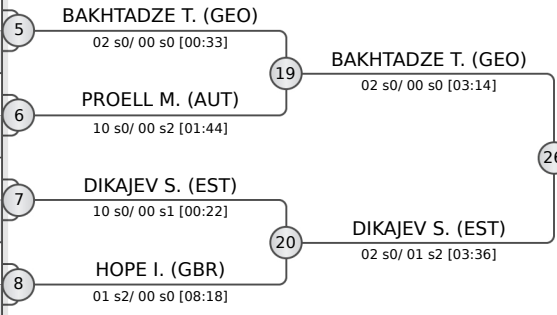 BAKHTADZE T. (GEO)
5
02 s0/ 00 s0 [00:33]
19
BAKHTADZE T. (GEO)
02 s0/ 00 s0 [03:14]
PROELL M. (AUT)
6
10 s0/ 00 s2 [01:44]
26
DIKAJEV S. (EST)
7
10 s0/ 00 s1 [00:22]
20
DIKAJEV S. (EST)
02 s0/ 01 s2 [03:36]
HOPE I. (GBR)
8
01 s2/ 00 s0 [08:18]